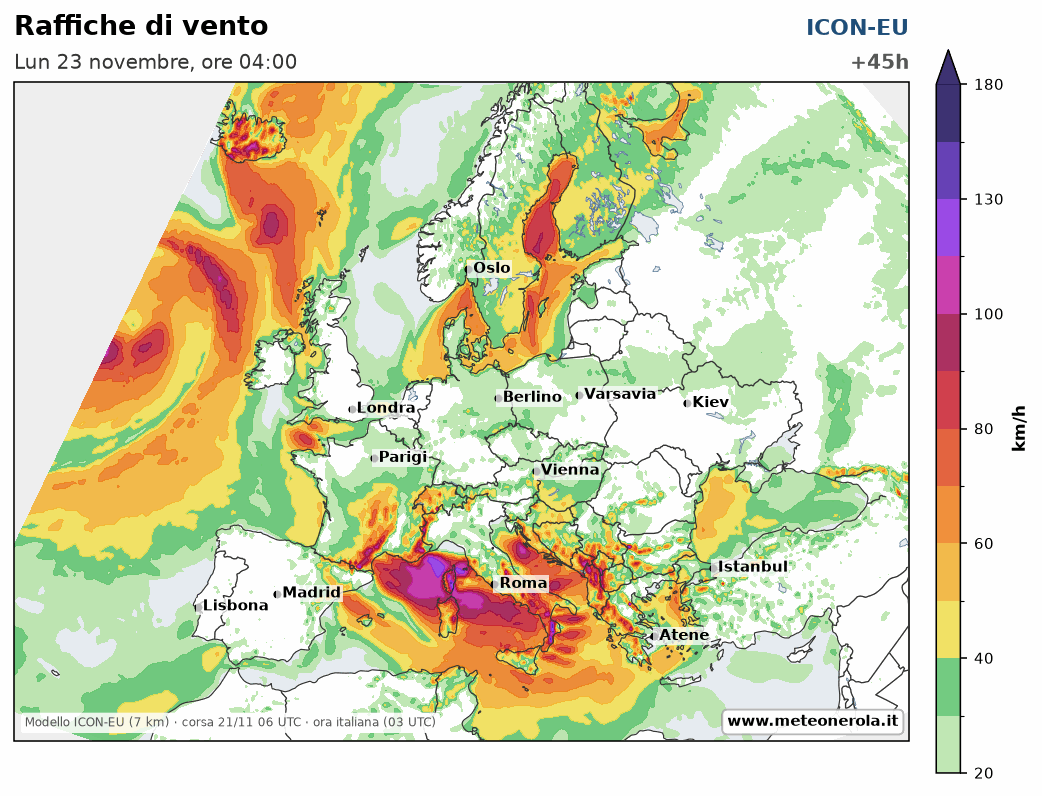 Raffiche di vento
ICON-EU
Lun 23 novembre, ore 04:00
+45h
180
130
100
80
60
40
20
km/h
Oslo
Londra
Berlino
Varsavia
Kiev
Parigi
Vienna
Istanbul
Roma
Madrid
Lisbona
Atene
Modello ICON-EU (7 km) · corsa 21/11 06 UTC · ora italiana (03 UTC)
www.meteonerola.it